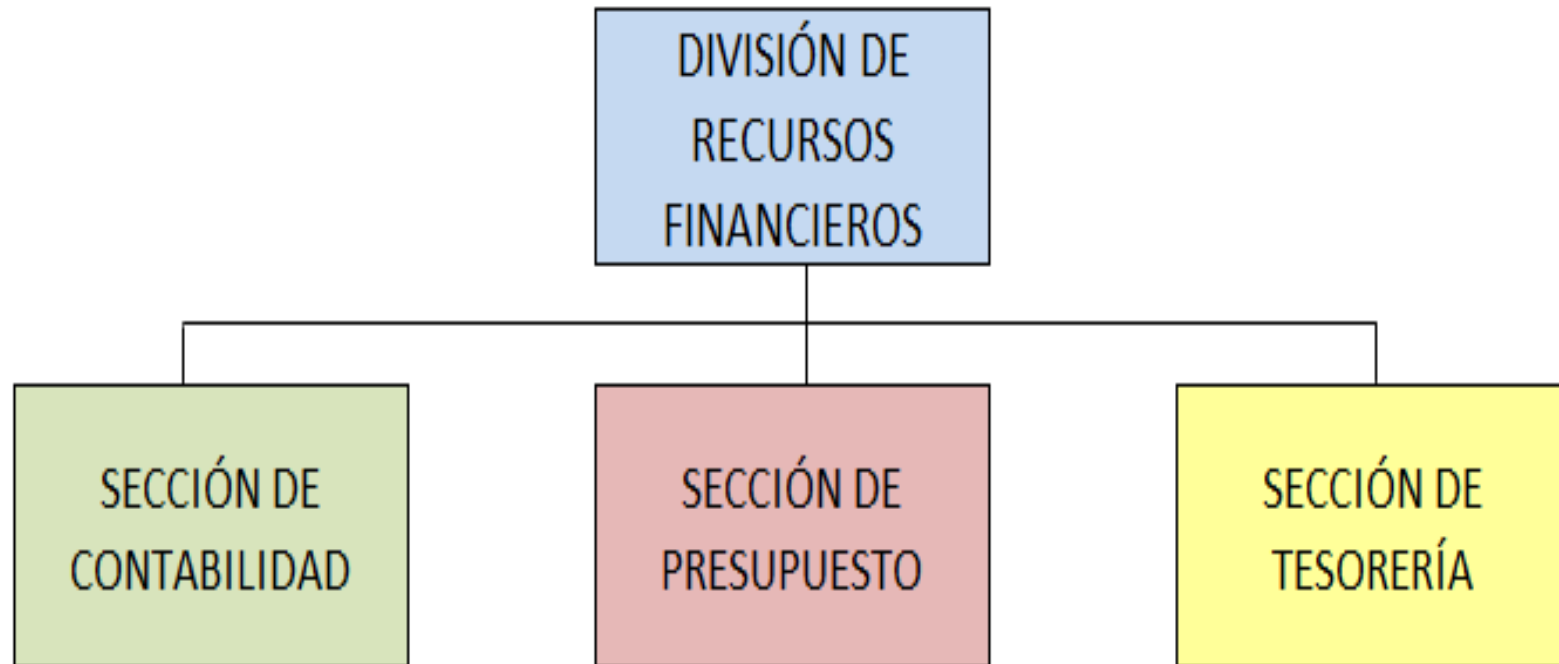 DIVISIÓN DE
RECURSOS
FINANCIEROS
SECCIÓN DE
CONTABILIDAD
SECCIÓN DE
PRESUPUESTO
SECCIÓN DE
TESORERÍA